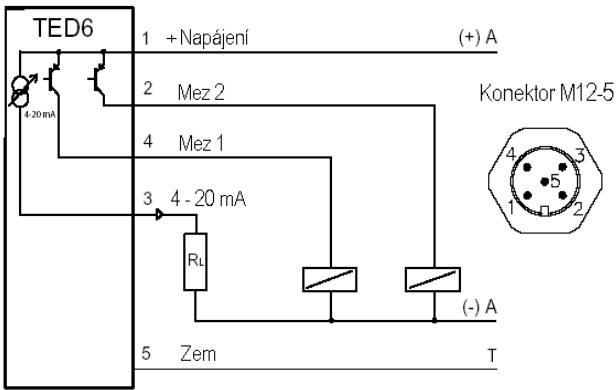 TED6
1 +Napájení (+) A
4-20 mA
2 Mez 2
Konektor M12-5
4 Mez 1
3 4 - 20 mA
RL
(-) A
5 Zem T
4 3
5
1 2